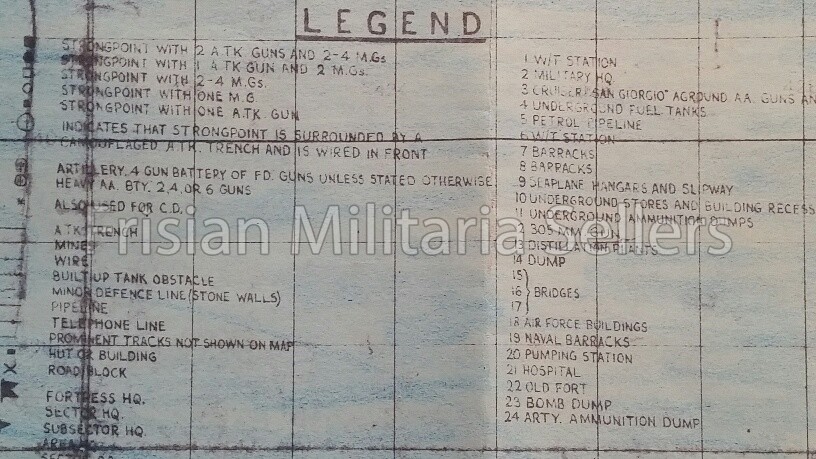 LEGEND
STRONGPOINT WITH 2 A.TK. GUNS AND 2-4 M.Gs
STRONGPOINT WITH 1 A.TK GUN AND 2 M.Gs.
STRONGPOINT WITH 2-4 M.Gs.
STRONGPOINT WITH ONE M.G
STRONGPOINT WITH ONE A.TK. GUN
INDICATES THAT STRONGPOINT IS SURROUNDED BY A
CAMOUFLAGED A.TK. TRENCH AND IS WIRED IN FRONT
ARTILLERY. 4 GUN BATTERY OF FD. GUNS UNLESS STATED OTHERWISE
HEAVY AA. BTY. 2, 4, OR 6 GUNS
ALSO USED FOR C.D.
A.TK TRENCH
MINES
WIRE
BUILT UP TANK OBSTACLE
MINOR DEFENCE LINE (STONE WALLS)
PIPELINE
TELEPHONE LINE
PROMINENT TRACKS NOT SHOWN ON MAP
HUT OR BUILDING
ROAD BLOCK
FORTRESS HQ.
SECTOR HQ.
SUBSECTOR HQ.
1 W/T STATION
2 MILITARY HQ.
3 CRUISER "SAN GIORGIO" AGROUND. A.A. GUNS AN
4 UNDERGROUND FUEL TANKS
5 PETROL PIPELINE
6 W/T STATION
7 BARRACKS
8 BARRACKS
9 SEAPLANE HANGARS AND SLIPWAY
10 UNDERGROUND STORES AND BUILDING RECESS
11 UNDERGROUND AMMUNITION DUMPS
12 305 MM GUN
13 DISTILLATION PLANTS
14 DUMP
15
16 BRIDGES
17
18 AIR FORCE BUILDINGS
19 NAVAL BARRACKS
20 PUMPING STATION
21 HOSPITAL
22 OLD FORT
23 BOMB DUMP
24 ARTY. AMMUNITION DUMP
risian Militaria Sellers